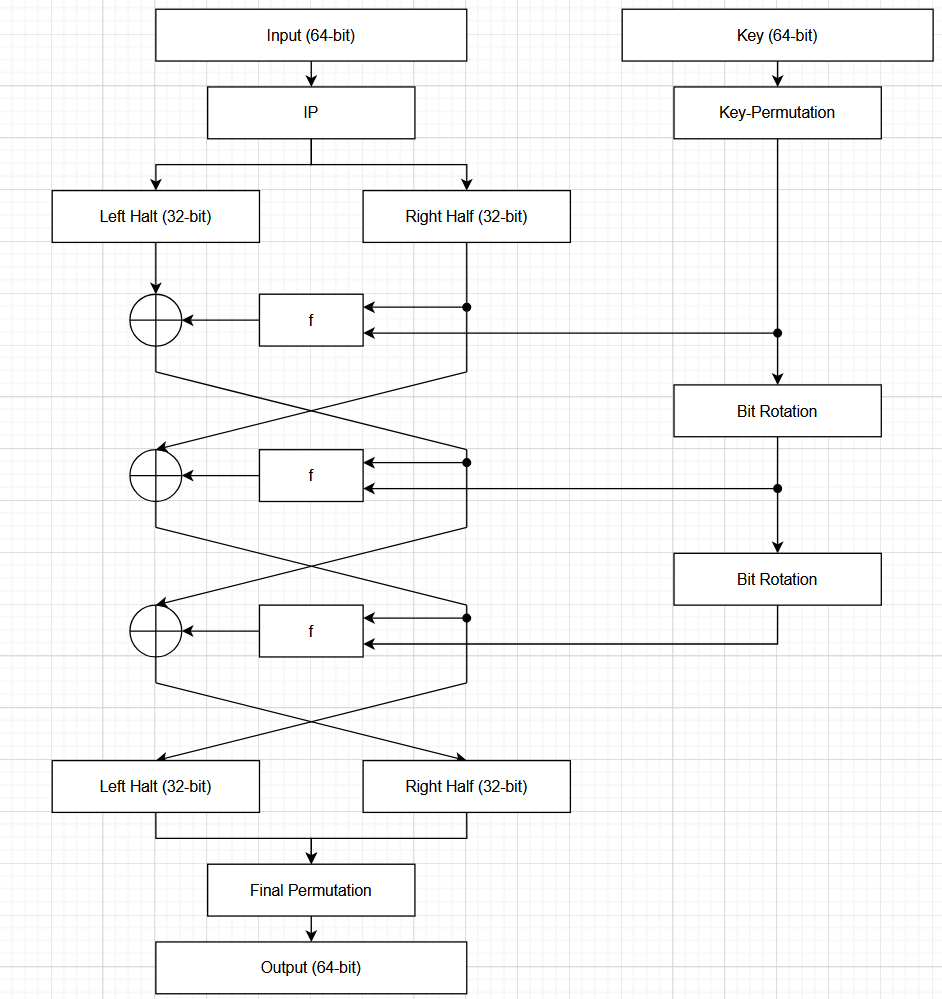 Input (64-bit)
Key (64-bit)
IP
Key-Permutation
Left Halt (32-bit)
Right Half (32-bit)
f
Bit Rotation
f
Bit Rotation
f
Left Halt (32-bit)
Right Half (32-bit)
Final Permutation
Output (64-bit)